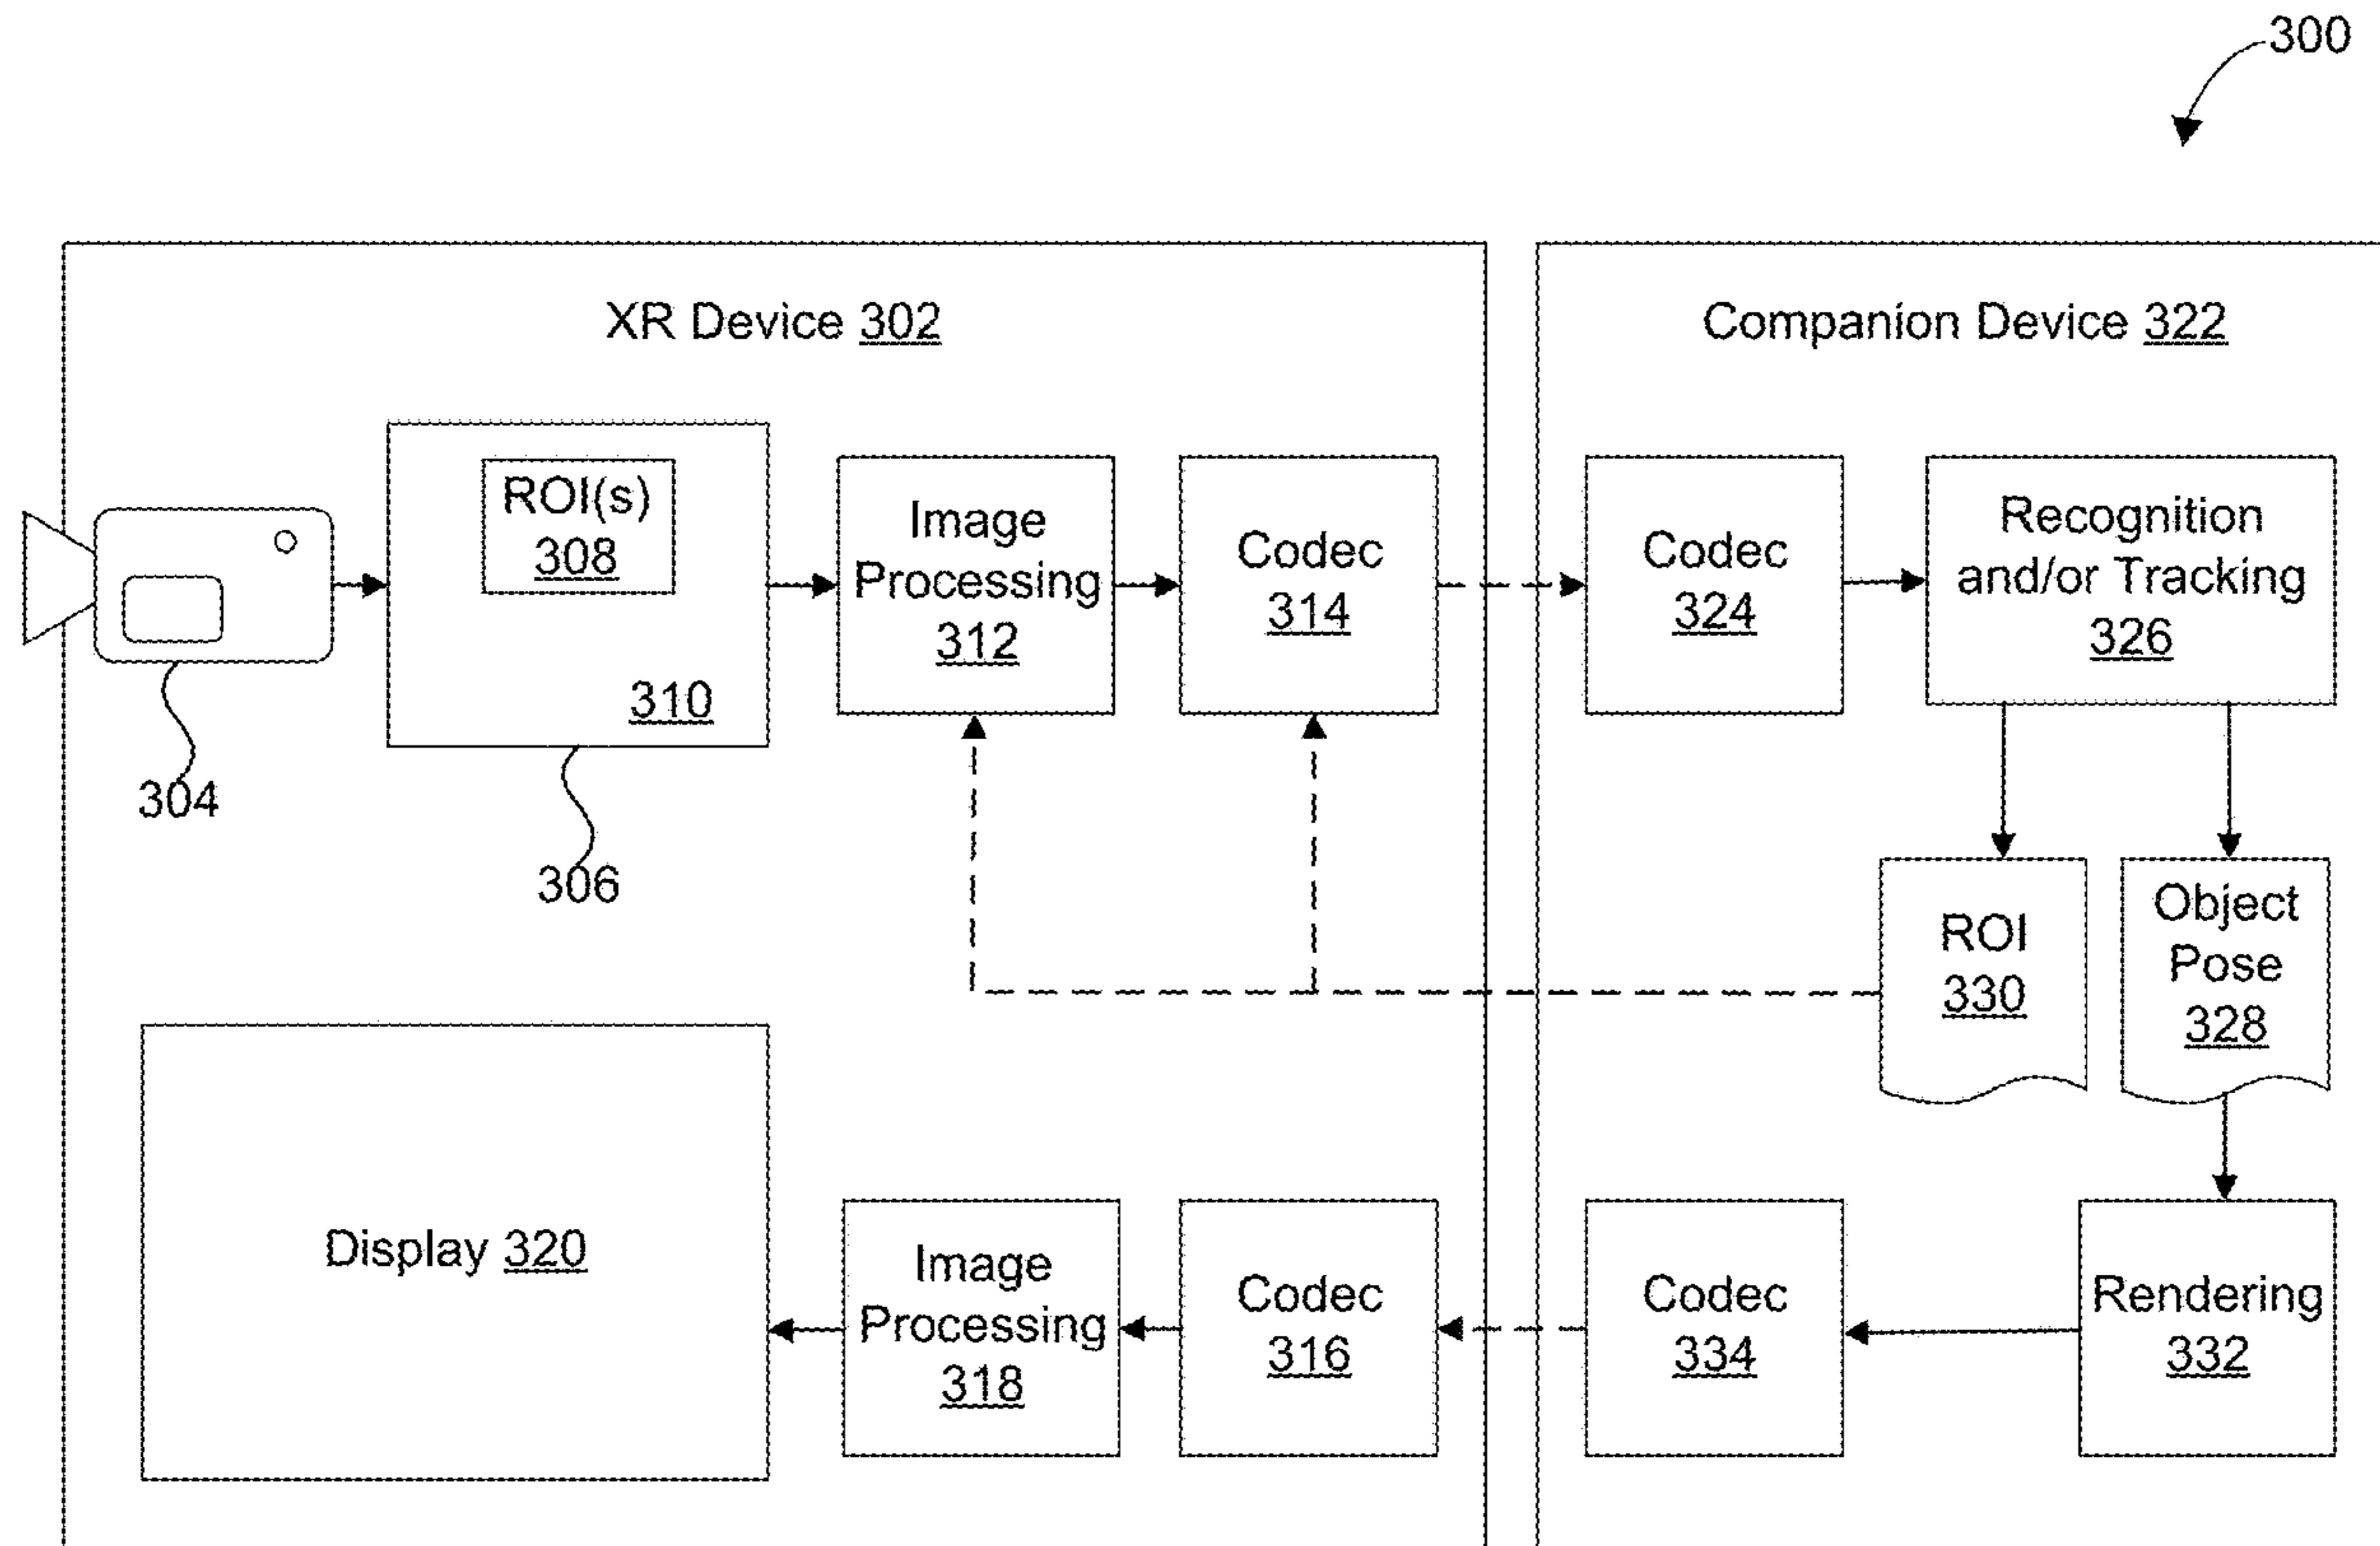 300
XR Device 302
Companion Device 322
ROI(s)
308
310
304
306
Image
Processing
312
Codec
314
Codec
324
Recognition
and/or Tracking
326
ROI
330
Object
Pose
328
Display 320
Image
Processing
318
Codec
316
Codec
334
Rendering
332